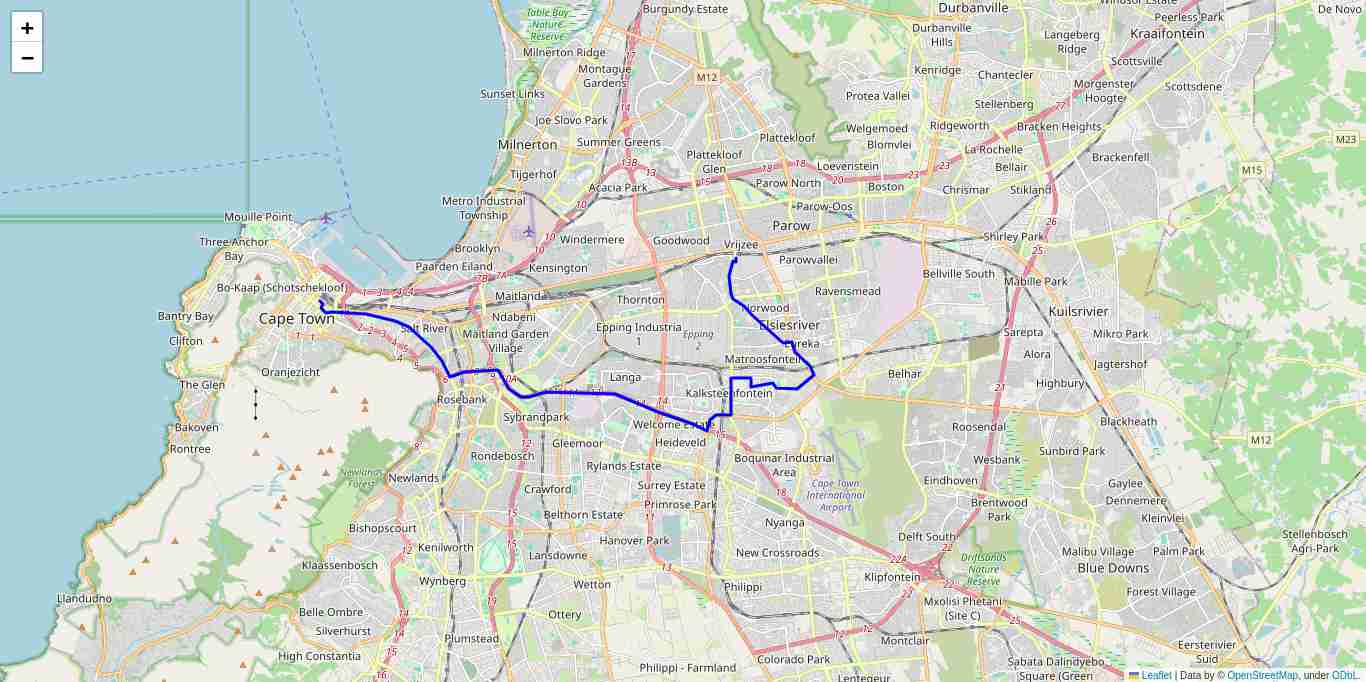 +
−
Table Bay
Nature
Reserve
Burgundy Estate
Durbanville
Windsor Estate
De Novo
Peerless Park
Kraaifontein
Durbanville
Hills
Langeberg
Ridge
Milnerton Ridge
Montague
Gardens
M12
Kenridge
Chantecler
Scottsville
Morgenster
Hoogte
Scottsdene
Sunset Links
Protea Vallei
Stellenberg
Joe Slovo Park
Welgemoed
Ridgeworth
Bracken Heights
Milnerton
Summer Greens
Plattekloof
Blomvlei
La Rochelle
M23
Plattekloof
Glen
Loevenstein
Bellair
Brackenfell
Tijgerhof
Acacia Park
Parow North
Boston
Chrismar
Stikland
M15
Metro Industrial
Township
Parow-Oos
Mouille Point
Parow
Three Anchor
Bay
Windermere
Goodwood
Vrijzee
Shirley Park
Brooklyn
Paarden Eiland
Kensington
Parowvallei
Bellville South
Mabille Park
Bo-Kaap (Schotschekloof)
Maitland
Thornton
Ravensmead
Bantry Bay
Cape Town
Ndabeni
Norwood
Kuilsrivier
Salt River
Maitland Garden
Village
Epping Industria
1
Epping
2
Elsiesriver
Sarepta
Mikro Park
Clifton
Eureka
Alora
Jagtershof
Oranjezicht
Matroosfontein
Belhar
The Glen
Langa
Highbury
Rosebank
Kalksteenfontein
Bakoven
Sybrandpark
Welcome Estate
Roosendal
Blackheath
Rontree
Gleemoor
Heideveld
M12
Rondebosch
Rylands Estate
Boquinar Industrial
Area
Wesbank
Sunbird Park
Newlands
Forest
Newlands
Surrey Estate
Cape Town
International
Airport
Eindhoven
Gaylee
Crawford
Primrose Park
Brentwood
Park
Dennemere
Bishopscourt
Belthorn Estate
Nyanga
Kleinvlei
Hanover Park
Delft South
Stellenbosch
Agri-Park
Kenilworth
Lansdowne
New Crossroads
Malibu Village
Palm Park
Klaassenbosch
Driftsands
Nature
Reserve
Blue Downs
Wynberg
Wetton
Philippi
Klipfontein
Forest Village
Llandudno
Belle Ombre
Ottery
Mxolisi Phetani
(Site C)
Silverhurst
Plumstead
Montclair
Eersterivier
Suid
High Constantia
Philippi - Farmland
Colorado Park
Sabata Dalindyebo
Square (Green
Lentegeur
Leaflet | Data by © OpenStreetMap, under ODbL.